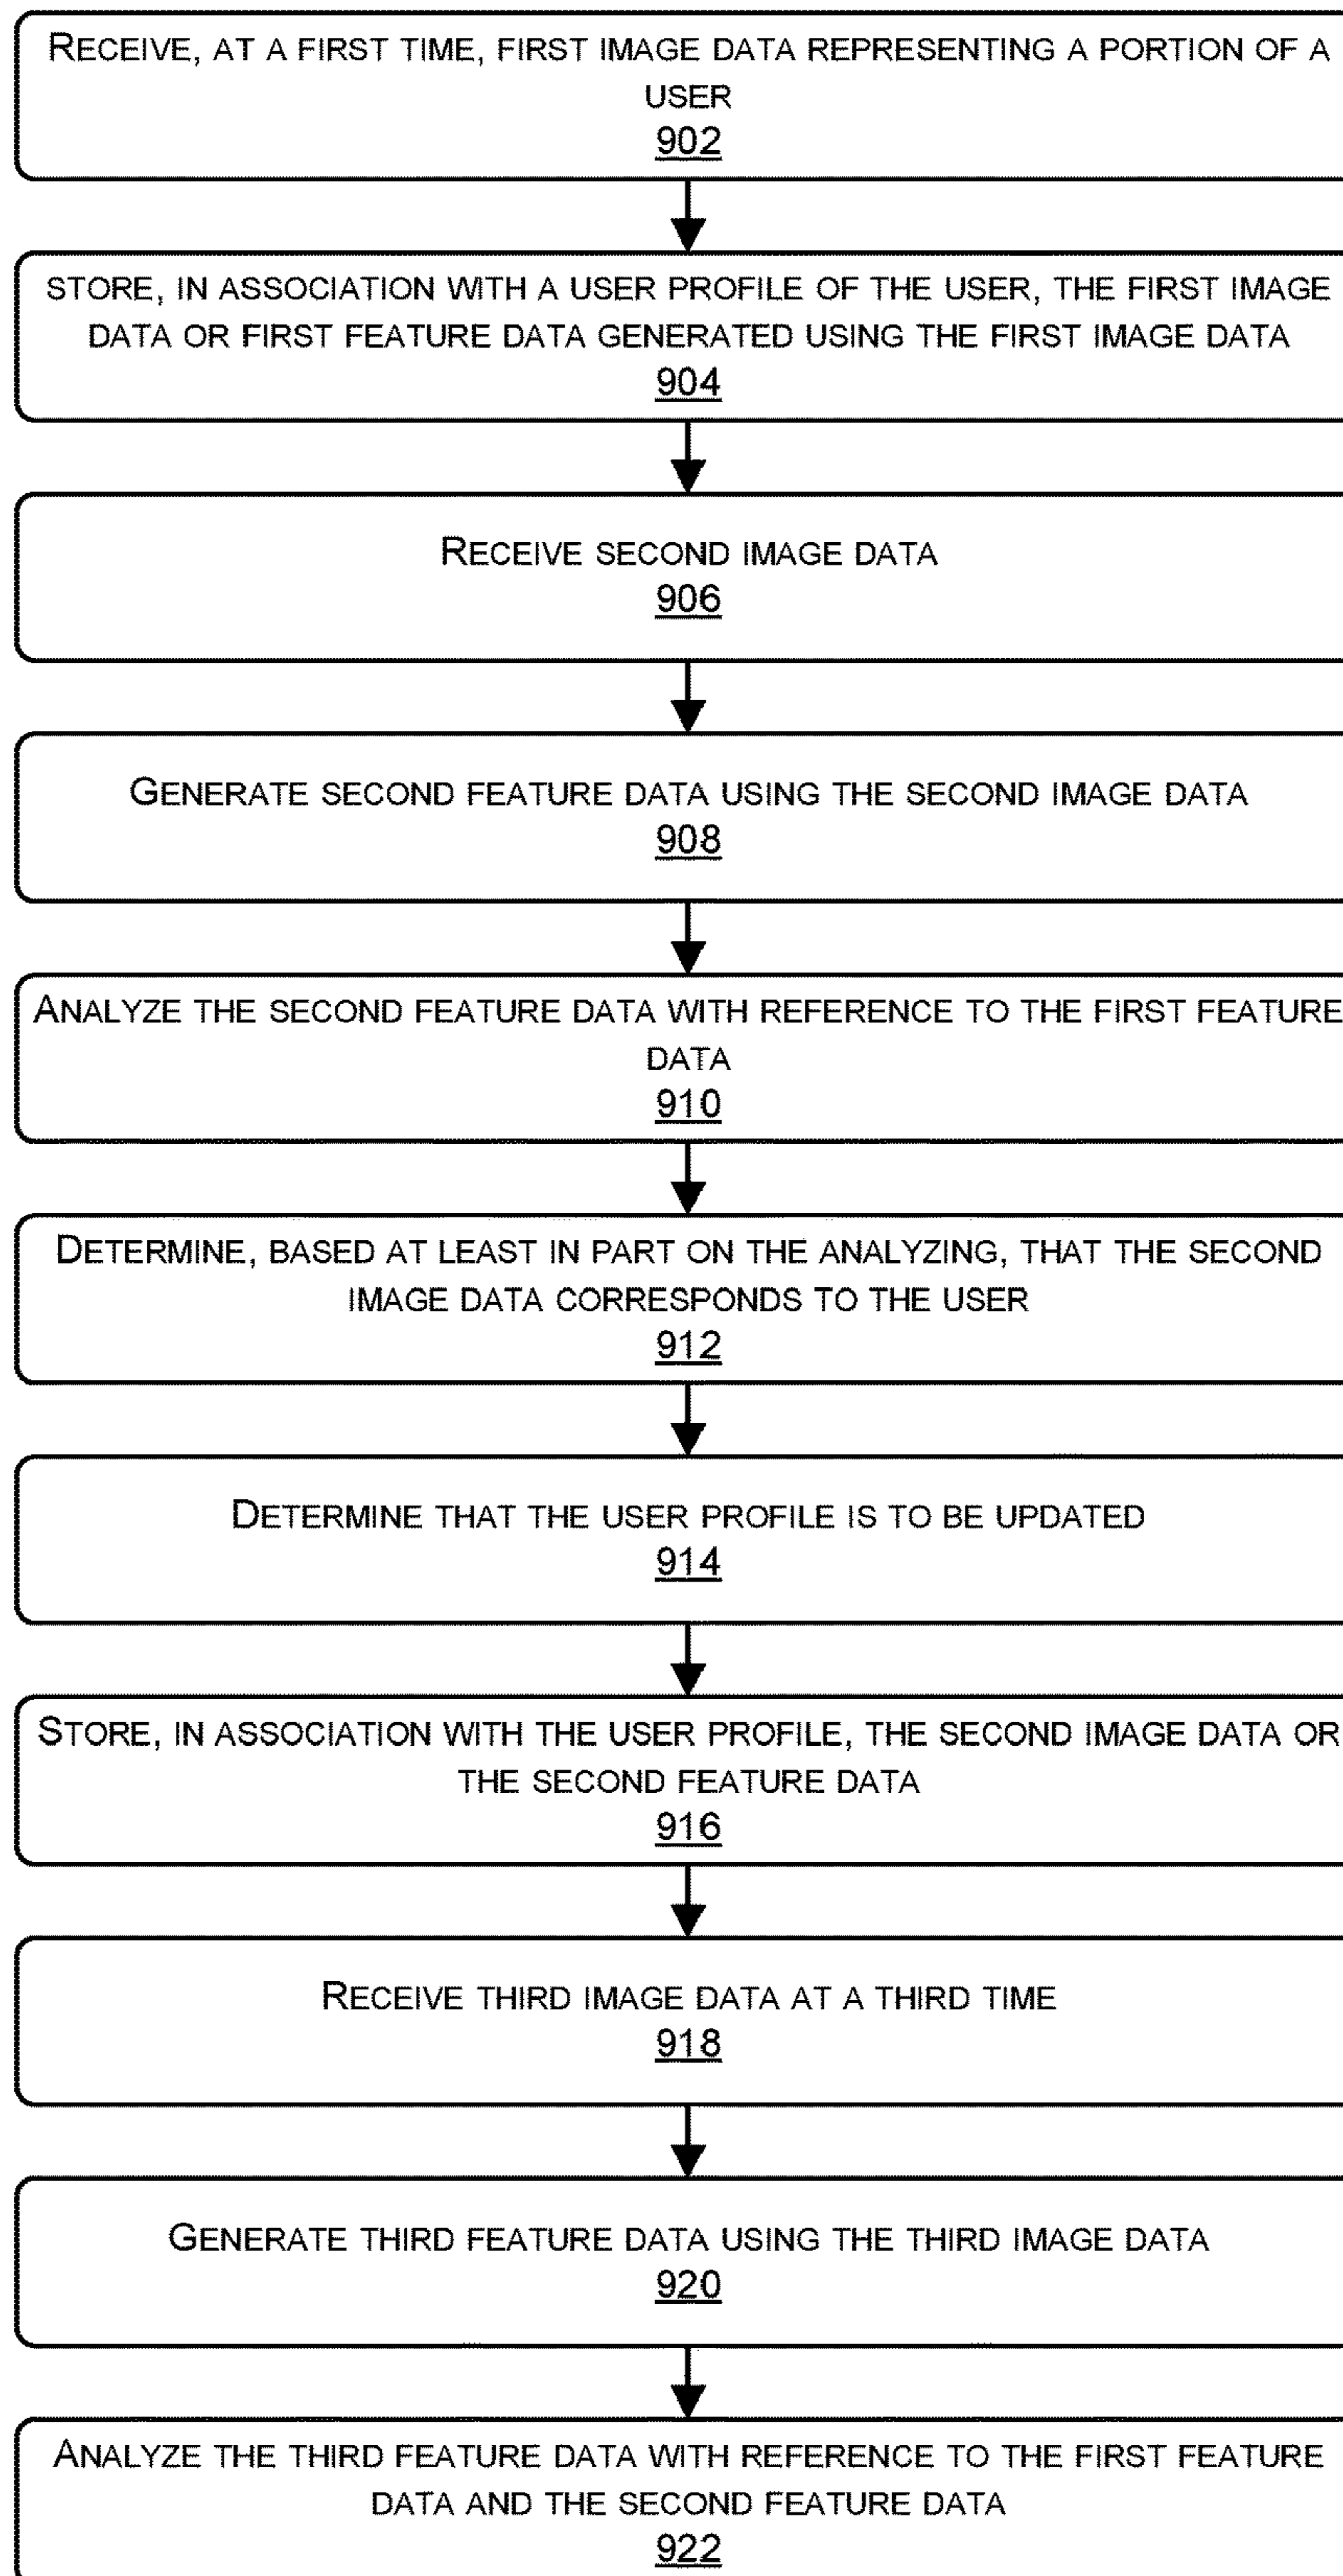 RECEIVE, AT A FIRST TIME, FIRST IMAGE DATA REPRESENTING A PORTION OF A
USER
902
STORE, IN ASSOCIATION WITH A USER PROFILE OF THE USER, THE FIRST IMAGE
DATA OR FIRST FEATURE DATA GENERATED USING THE FIRST IMAGE DATA
904
RECEIVE SECOND IMAGE DATA
906
GENERATE SECOND FEATURE DATA USING THE SECOND IMAGE DATA
908
ANALYZE THE SECOND FEATURE DATA WITH REFERENCE TO THE FIRST FEATURE
DATA
910
DETERMINE, BASED AT LEAST IN PART ON THE ANALYZING, THAT THE SECOND
IMAGE DATA CORRESPONDS TO THE USER
912
DETERMINE THAT THE USER PROFILE IS TO BE UPDATED
914
STORE, IN ASSOCIATION WITH THE USER PROFILE, THE SECOND IMAGE DATA OR
THE SECOND FEATURE DATA
916
RECEIVE THIRD IMAGE DATA AT A THIRD TIME
918
GENERATE THIRD FEATURE DATA USING THE THIRD IMAGE DATA
920
ANALYZE THE THIRD FEATURE DATA WITH REFERENCE TO THE FIRST FEATURE
DATA AND THE SECOND FEATURE DATA
922